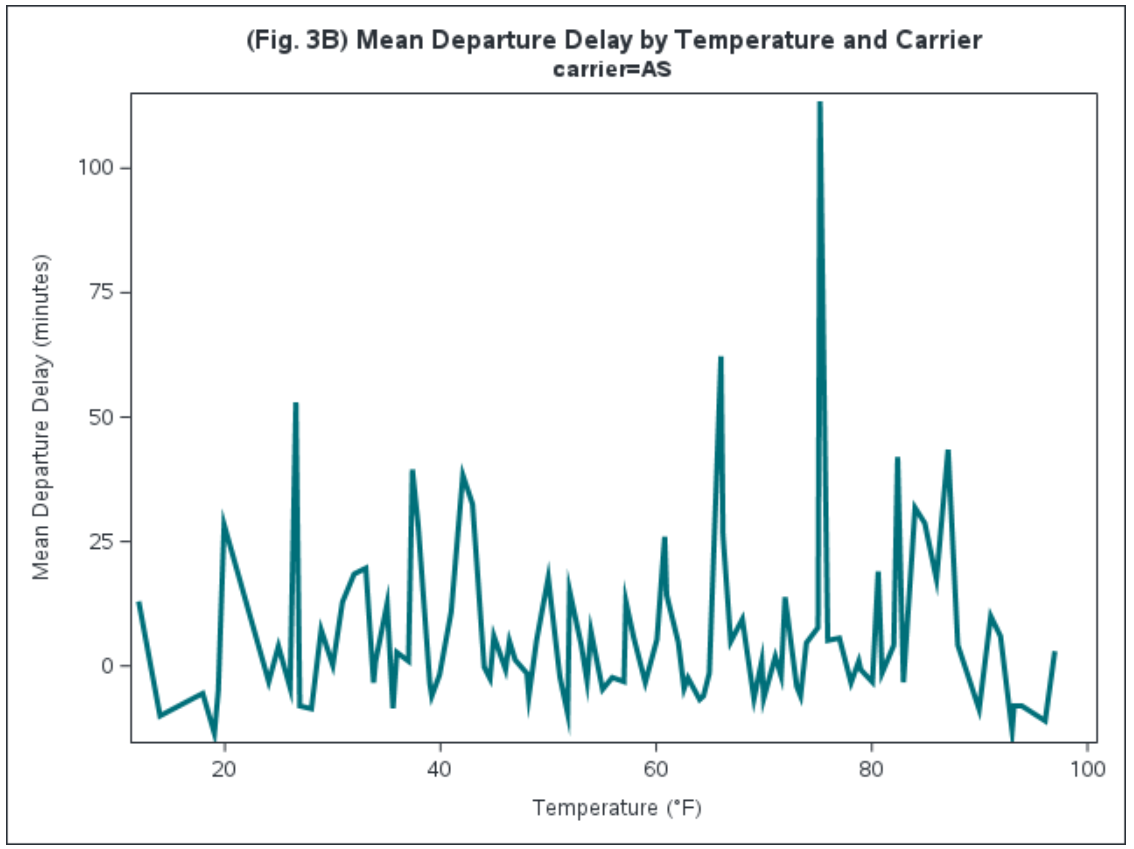 (Fig. 3B) Mean Departure Delay by Temperature and Carrier
carrier=AS
Mean Departure Delay (minutes)
100
75
50
25
0
20
40
60
80
100
Temperature (°F)